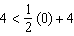 4 < 1/2 (0) + 4